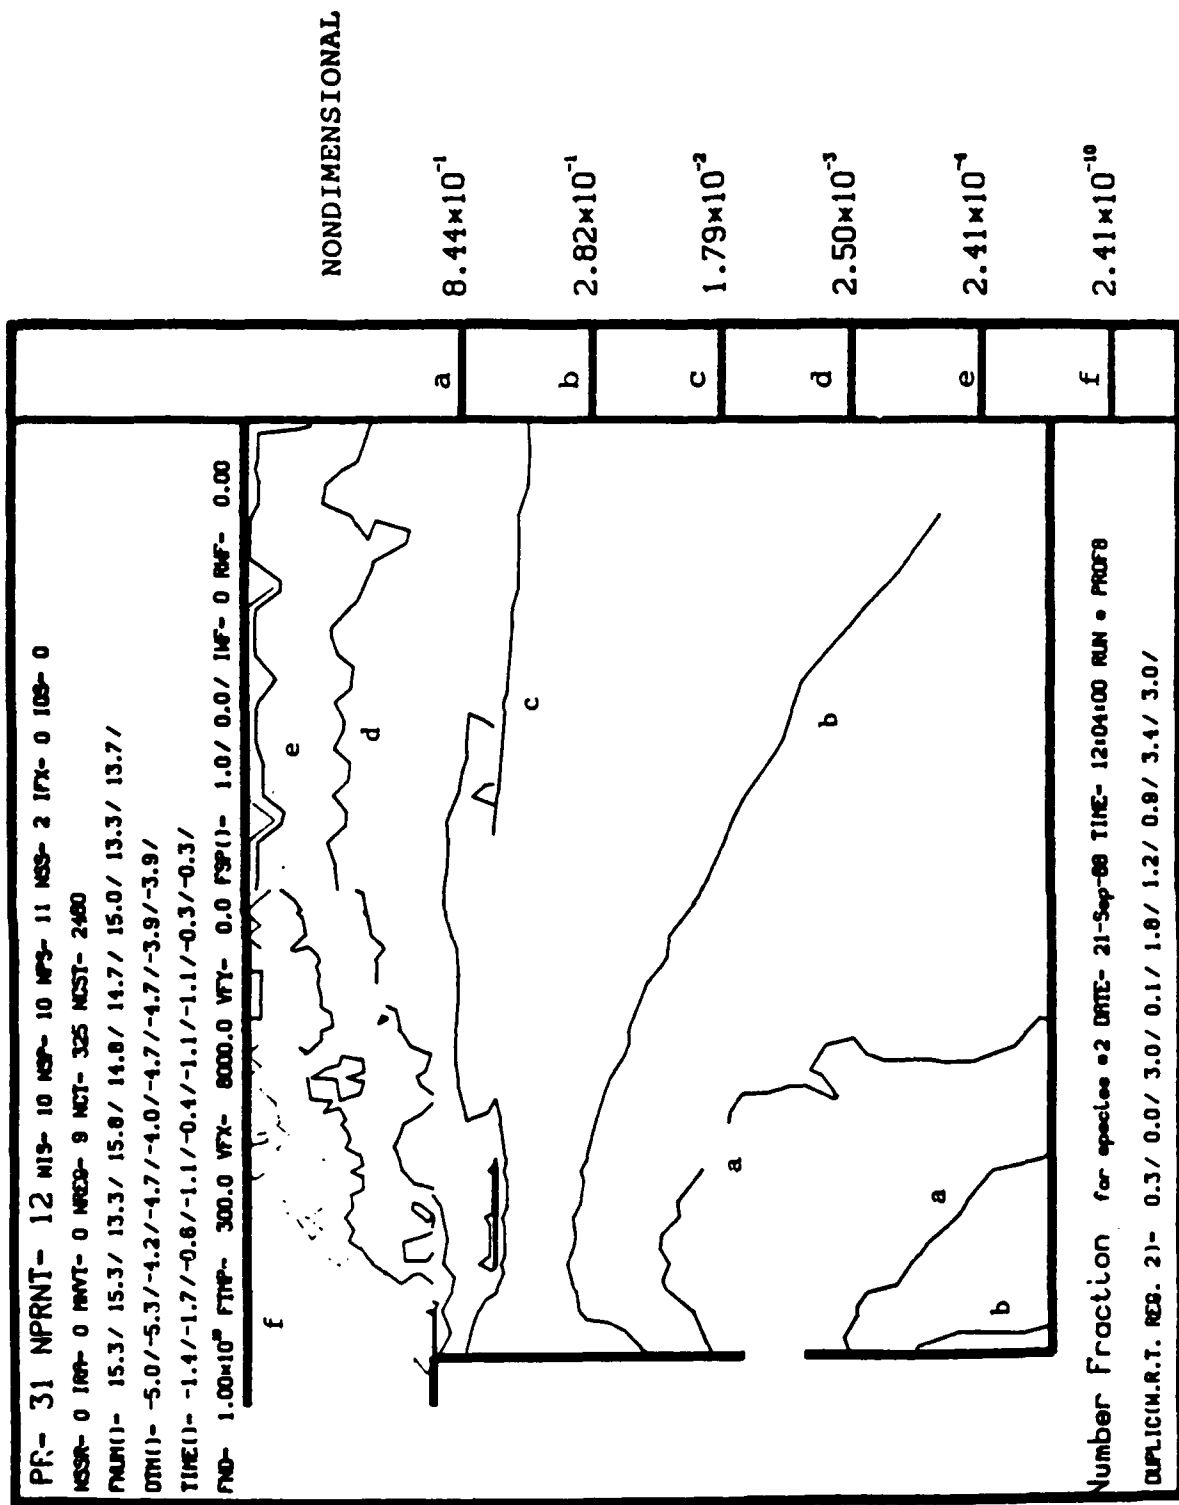 PR- 31 NPRNT- 12 NIS- 10 NSP- 10 NPS- 11 NSS- 2 IFX- 0 IOS- 0
NSSR- 0 IRA- 0 MNVT- 0 NREG- 9 NCT- 325 NCST- 2480
FNUM()- 15.3/ 15.3/ 13.3/ 15.8/ 14.8/ 14.7/ 15.0/ 13.3/ 13.7/
DTM()- -5.0/-5.3/-4.2/-4.7/-4.0/-4.7/-4.7/-3.9/-3.9/
TIME()- -1.4/-1.7/-0.6/-1.1/-0.4/-1.1/-1.1/-0.3/-0.3/
FND- 1.00×10 FTMP- 300.0 VFX- 8000.0 VFY- 0.0 FSP()- 1.0/ 0.0/ IWF- 0 RWF- 0.00
f
e
d
c
b
a
a
b
Number Fraction for species #2 DATE- 21-Sep-88 TIME- 12:04:00 RUN # PROF8
DUPLIC(W.R.T. REG. 2)- 0.3/ 0.0/ 3.0/ 0.1/ 1.8/ 1.2/ 0.9/ 3.4/ 3.0/
NONDIMENSIONAL
a 8.44×10⁻¹
b 2.82×10⁻¹
c 1.79×10⁻²
d 2.50×10⁻³
e 2.41×10⁻⁴
f 2.41×10⁻¹⁰